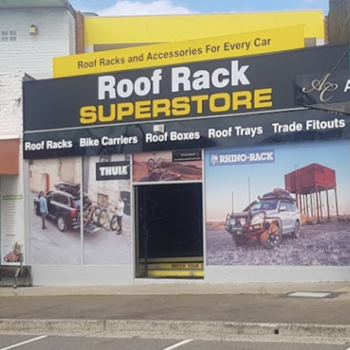 Roof Racks and Accessories For Every Car
Roof Rack
SUPERSTORE
Roof Racks Bike Carriers Roof Boxes Roof Trays Trade Fitouts
THULE
RHINO-RACK